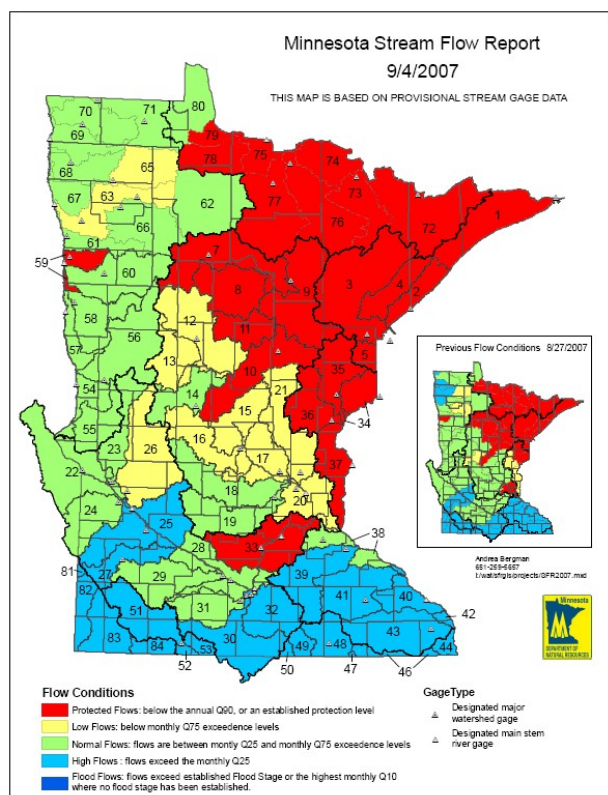 Minnesota Stream Flow Report
9/4/2007
THIS MAP IS BASED ON PROVISIONAL STREAM GAGE DATA
70 71 80
69 79
78 75 74
68 65 73
67 63 62 77 72 1
66 76
61
59 60 7
3 4 2
58 8 9
12 11
57 56 13 5
10 35
54 14 21
15 34
55 16 36
23 26 17 37
22 18 20
24 25 19 38
28 33
81 27 29 39
82 41 40
51 31 32 42
30 43
83 84 53 49 48 44
52 50 47 46
Previous Flow Conditions 8/27/2007
Andrea Bergman
651-259-5657
Minnesota
DEPARTMENT OF
NATURAL RESOURCES
Flow Conditions
Protected Flows: below the annual Q90, or an established protection level
Low Flows: below monthly Q75 exceedence levels
Normal Flows: flows are between montly Q25 and monthly Q75 exceedence levels
High Flows : flows exceed the monthly Q25
Flood Flows: flows exceed established Flood Stage or the highest monthly Q10
where no flood stage has been established.
GageType
Designated major
watershed gage
Designated main stem
river gage